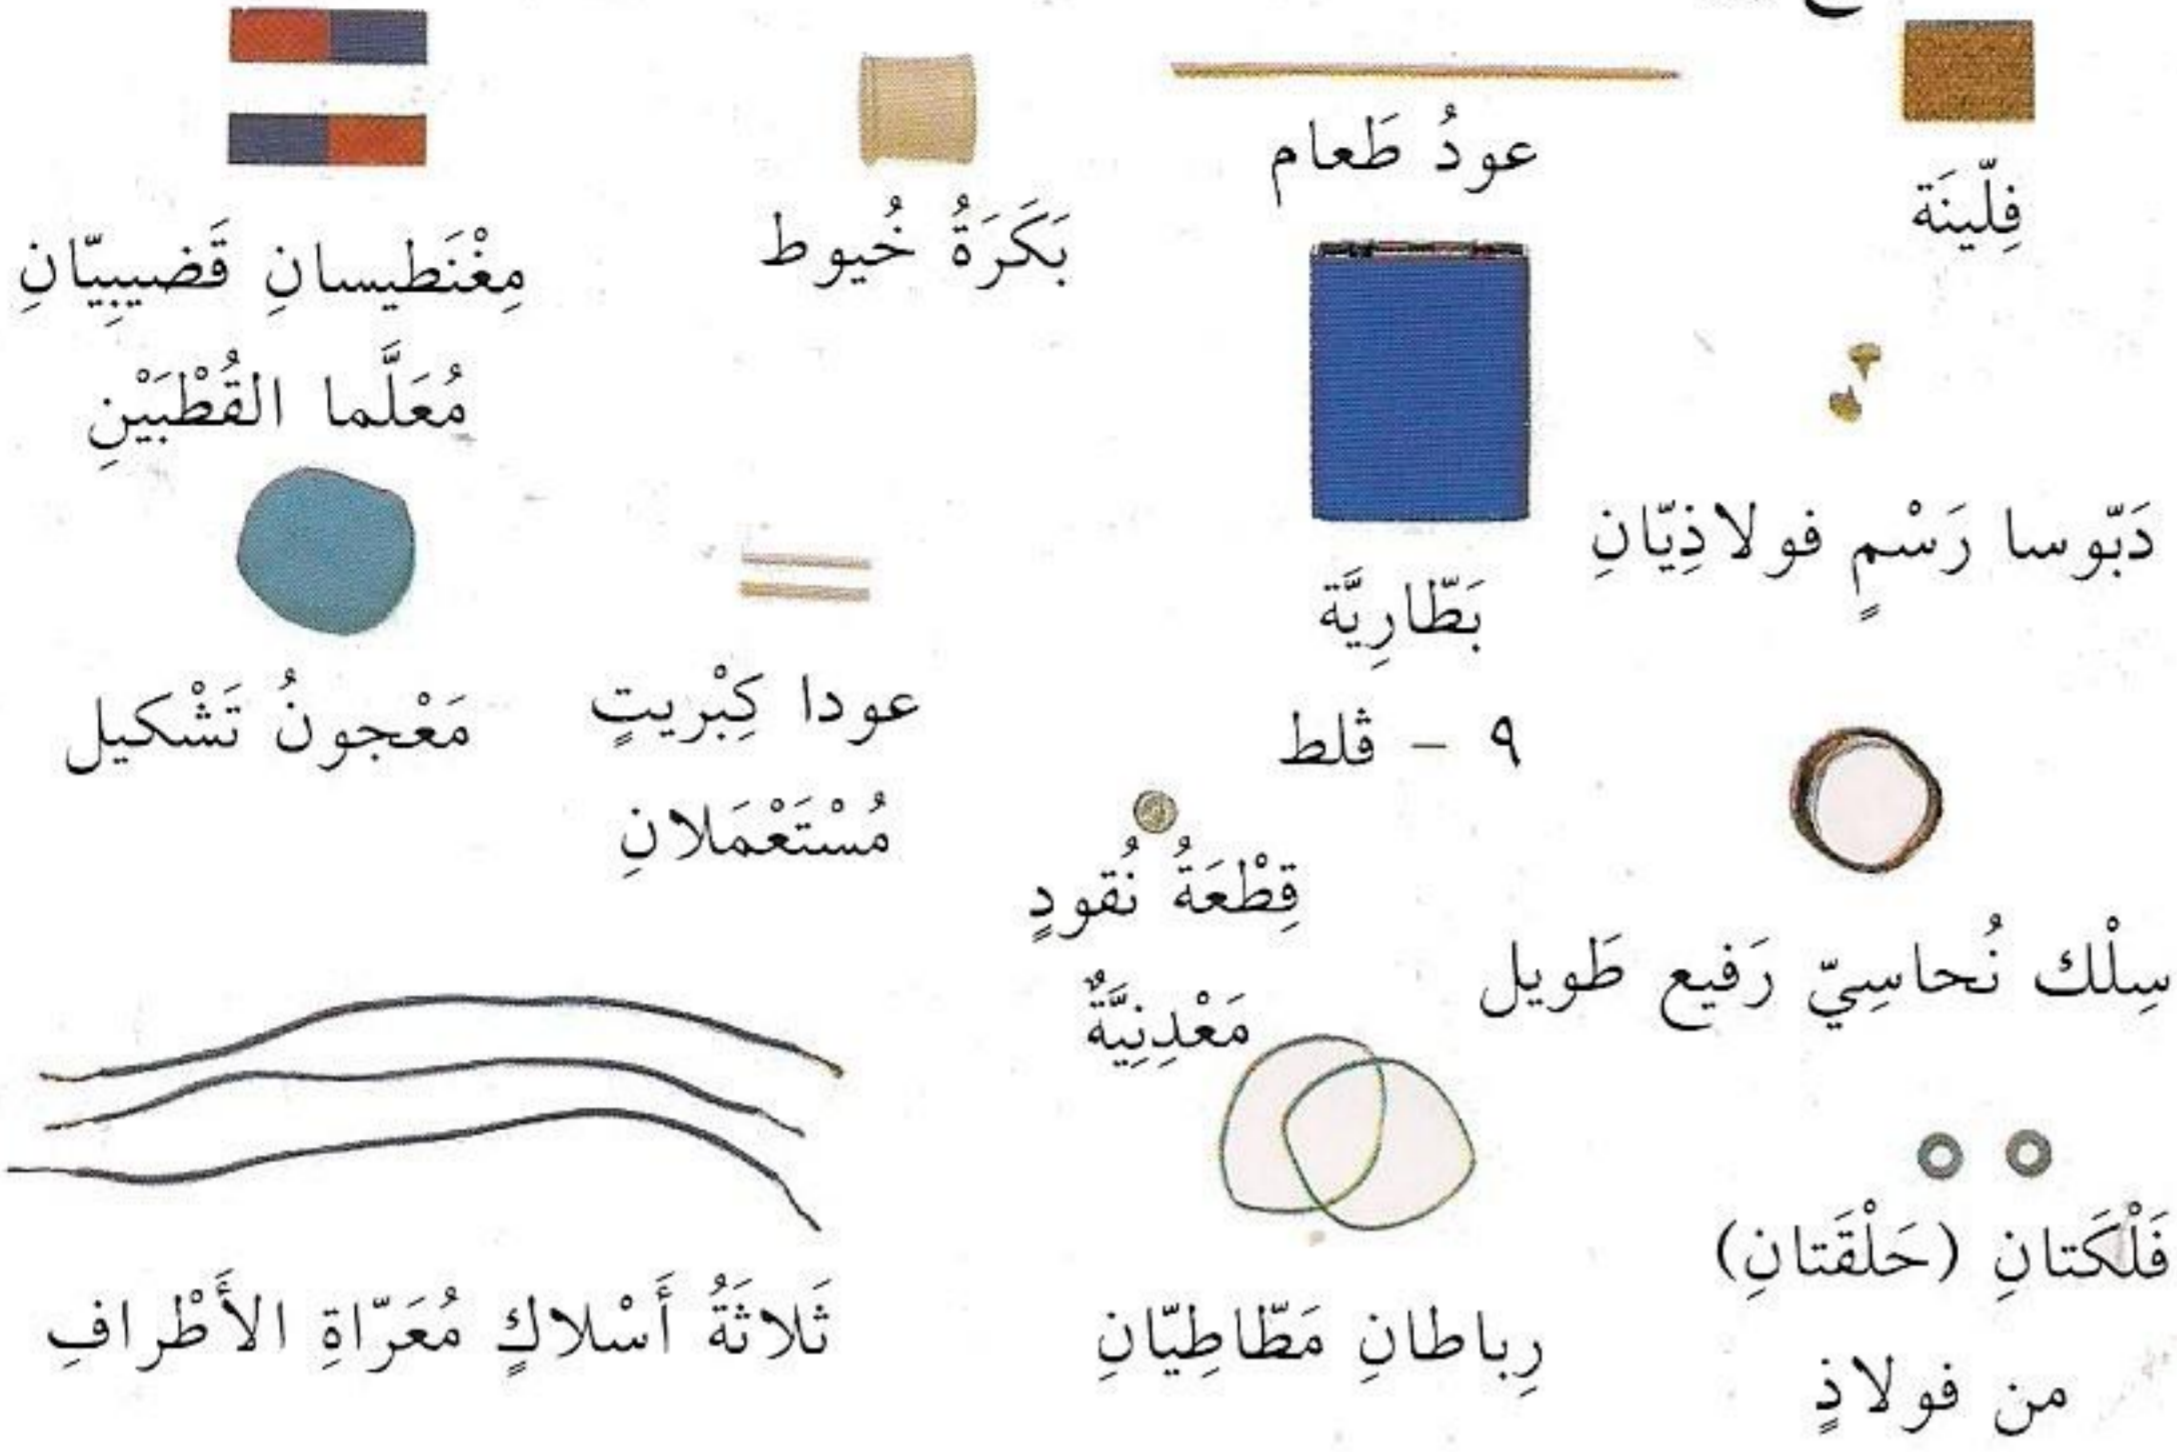 فِلّينَة
عودُ طَعام
بَكَرَةُ خُيوط
مِغْنَطيسانِ قَضيبِيّانِ
مُعَلَّما القُطْبَيْنِ
دَبّوسا رَسْمٍ فولاذِيّانِ
بَطّارِيَّة
٩ - ڤلط
عودا كِبْريتٍ
مُسْتَعْمَلانِ
مَعْجونُ تَشْكيل
سِلْك نُحاسِيّ رَفيع طَويل
قِطْعَةُ نُقودٍ
مَعْدِنِيَّةٌ
فَلْكَتانِ (حَلْقَتانِ)
من فولاذٍ
رِباطانِ مَطّاطِيّانِ
ثَلاثَةُ أَسْلاكٍ مُعَرّاةِ الأَطْرافِ